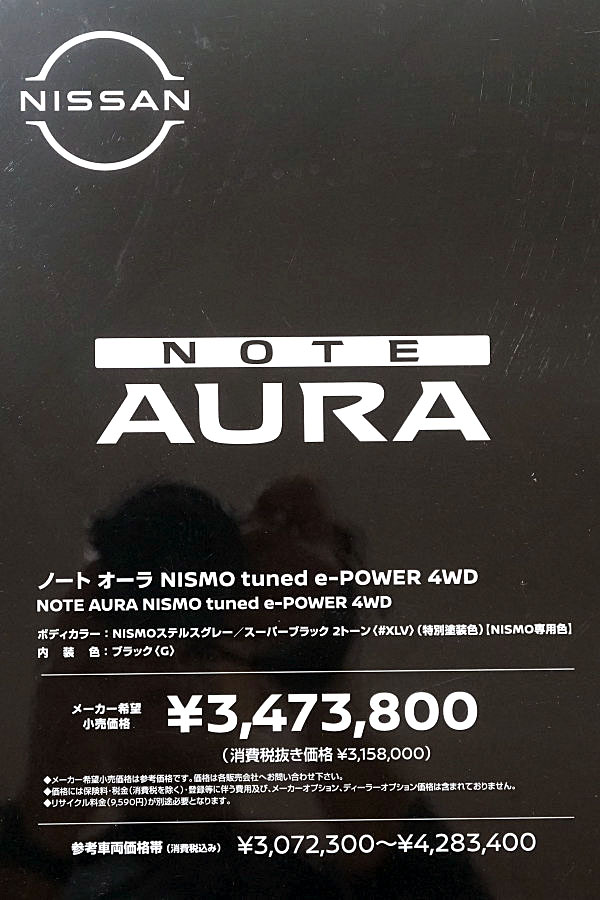 NISSAN
NOTE
AURA
ノート オーラ NISMO tuned e-POWER 4WD
NOTE AURA NISMO tuned e-POWER 4WD
ボディカラー：NISMOステルスグレー／スーパーブラック 2トーン〈#XLV〉（特別塗装色）【NISMO専用色】
内 装 色：ブラック〈G〉
メーカー希望
小売価格
¥3,473,800
（消費税抜き価格 ¥3,158,000）
◆メーカー希望小売価格は参考価格です。価格は各販売会社へお問い合わせ下さい。
◆価格には保険料・税金（消費税を除く）・登録等に伴う費用及び、メーカーオプション、ディーラーオプション価格は含まれておりません。
◆リサイクル料金（9,590円）が別途必要となります。
参考車両価格帯（消費税込み） ¥3,072,300〜¥4,283,400